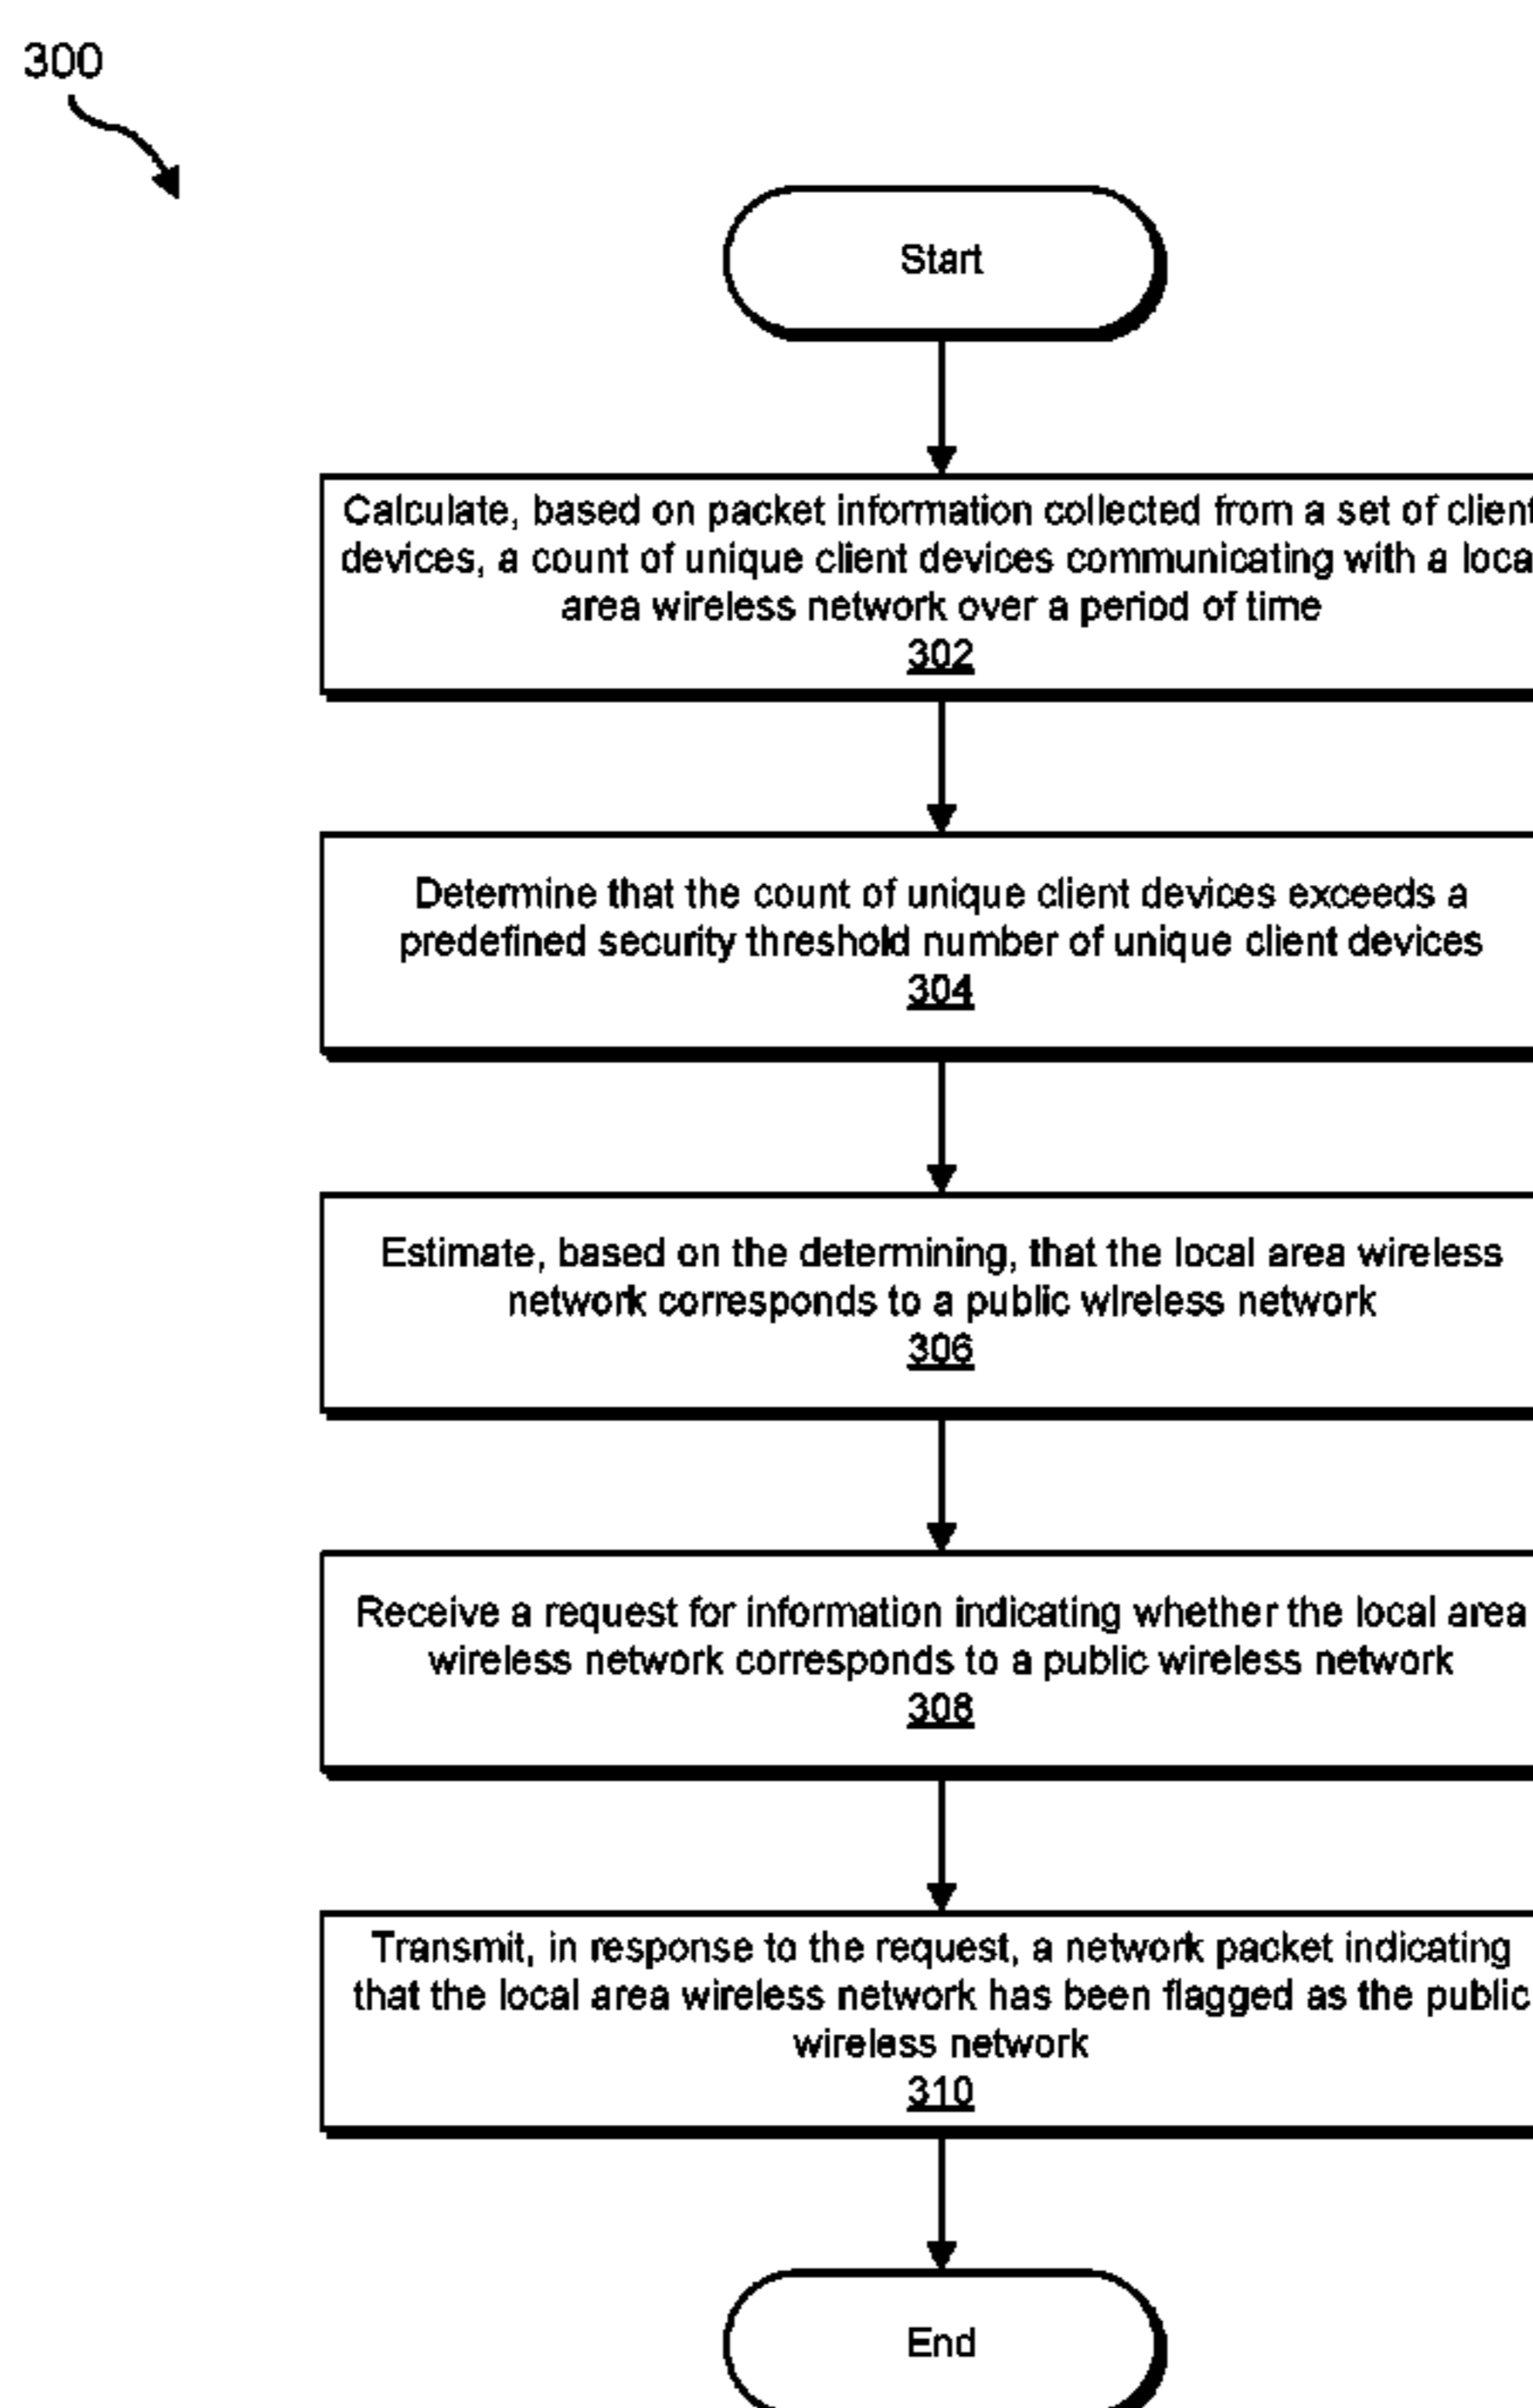 300
Start
Calculate, based on packet information collected from a set of client
devices, a count of unique client devices communicating with a loca
area wireless network over a period of time
302
Determine that the count of unique client devices exceeds a
predefined security threshold number of unique client devices
304
Estimate, based on the determining, that the local area wireless
network corresponds to a public wireless network
306
Receive a request for information indicating whether the local area
wireless network corresponds to a public wireless network
308
Transmit, in response to the request, a network packet indicating
that the local area wireless network has been flagged as the public
wireless network
310
End